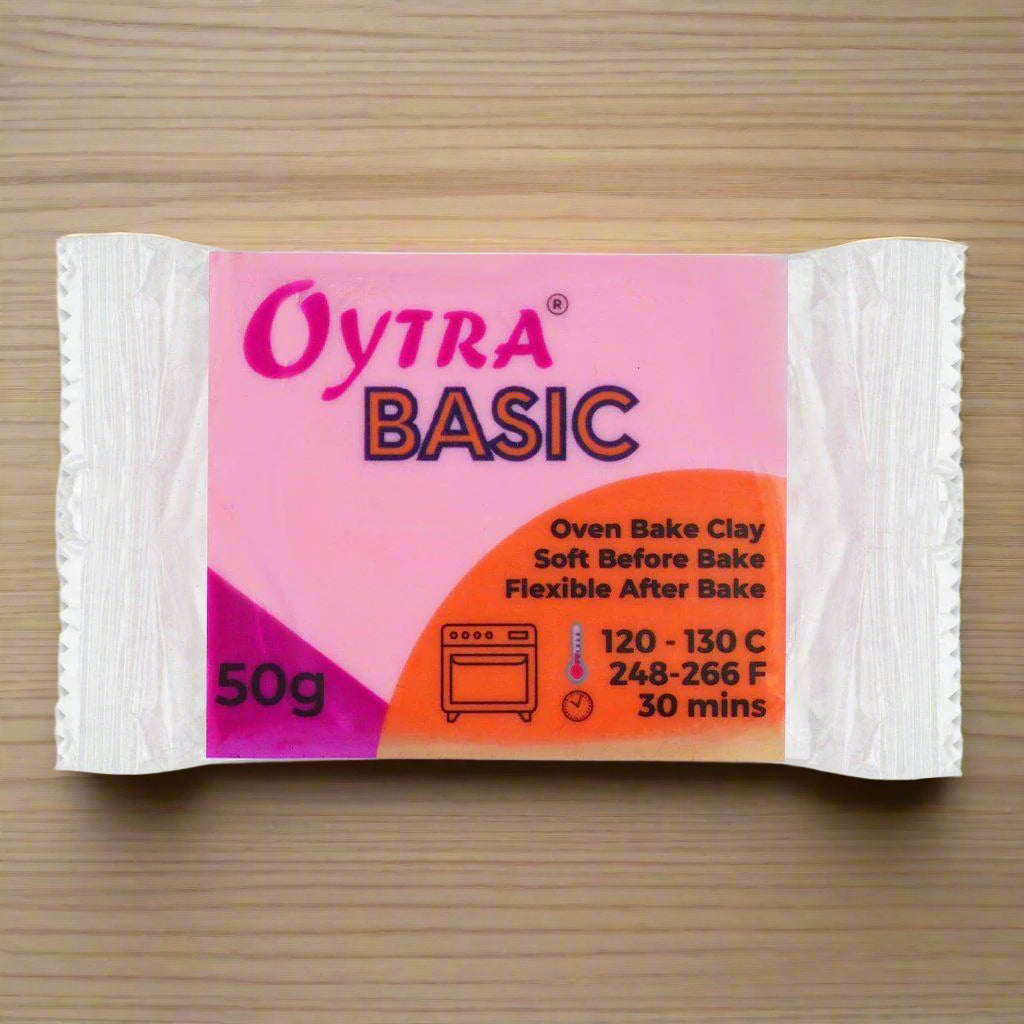 OYTRA®
BASIC
Oven Bake Clay
Soft Before Bake
Flexible After Bake
120 - 130 C
248-266 F
30 mins
50g